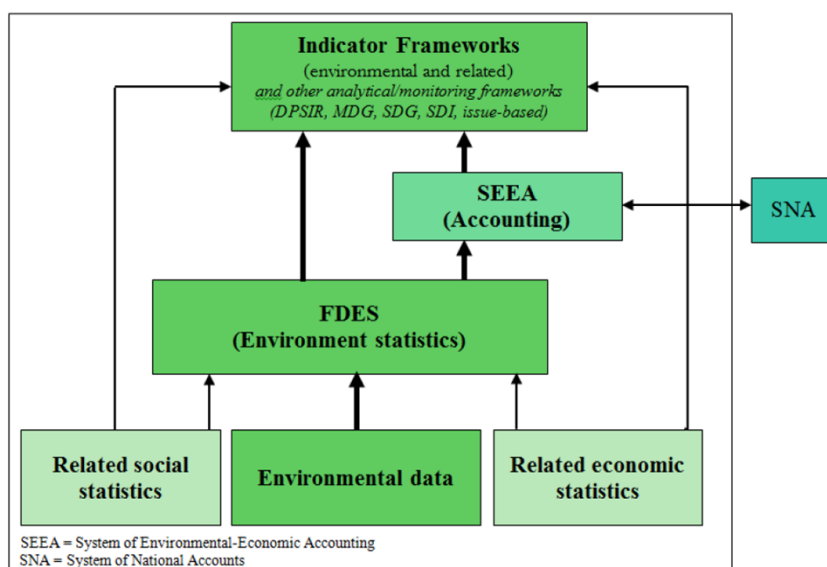 Indicator Frameworks
(environmental and related)
and other analytical/monitoring frameworks
(DPSIR, MDG, SDG, SDI, issue-based)
SEEA
(Accounting)
SNA
FDES
(Environment statistics)
Related social
statistics
Environmental data
Related economic
statistics
SEEA = System of Environmental-Economic Accounting
SNA = System of National Accounts